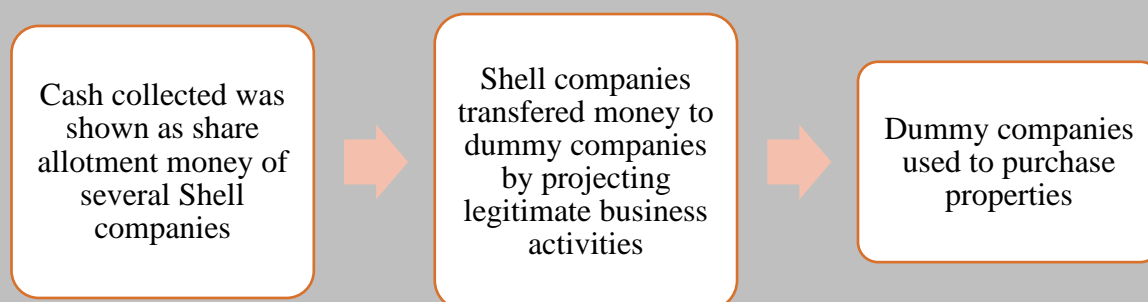 Cash collected was
shown as share
allotment money of
several Shell
companies
Shell companies
transfered money to
dummy companies
by projecting
legitimate business
activities
Dummy companies
used to purchase
properties